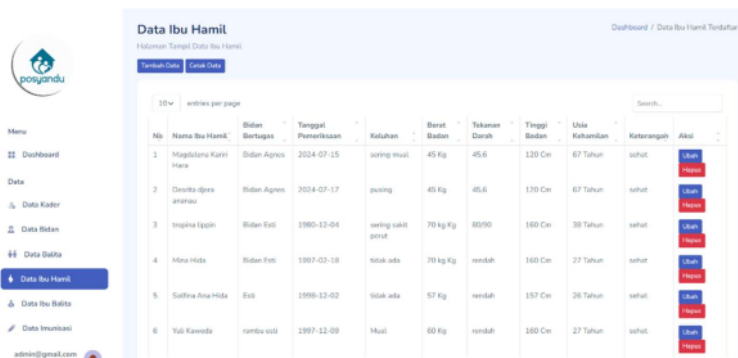 posyandu
Menu
Dashboard
Data
Data Kader
Data Bidan
Data Balita
Data Ibu Hamil
Data Ibu Balita
Data Imunisasi
admin@gmail.com
Data Ibu Hamil
Halaman Tampil Data Ibu Hamil
Dashboard / Data Ibu Hamil Terdaftar
Tambah Data Cetak Data
10 entries per page
Search...
No Nama Ibu Hamil Bidan Bertugas Tanggal Pemeriksaan Keluhan Berat Badan Tekanan Darah Tinggi Badan Usia Kehamilan Keterangan Aksi
1 Magdalena Kariri Hara Bidan Agnes 2024-07-15 sering mual 45 Kg 45.6 120 Cm 67 Tahun sehat Ubah Hapus
2 Desrita djera Bidan Agnes 2024-07-17 pusing 45 Kg 45.6 120 Cm 67 Tahun sehat Ubah Hapus
3 Bidan Esti 1980-12-04 sering sakit perut 70 kg Kg 80/90 160 Cm 38 Tahun sehat Ubah Hapus
4 Mina Hida Bidan Esti 1997-02-18 tidak ada 70 kg Kg rendah 160 Cm 27 Tahun sehat Ubah Hapus
5 Solfina Ana Hida Esti 1998-12-02 tidak ada 57 Kg rendah 157 Cm 26 Tahun sehat Ubah Hapus
6 Yuli Kaweda rambu esti 1997-12-09 Mual 60 Kg rendah 160 Cm 27 Tahun sehat Ubah Hapus